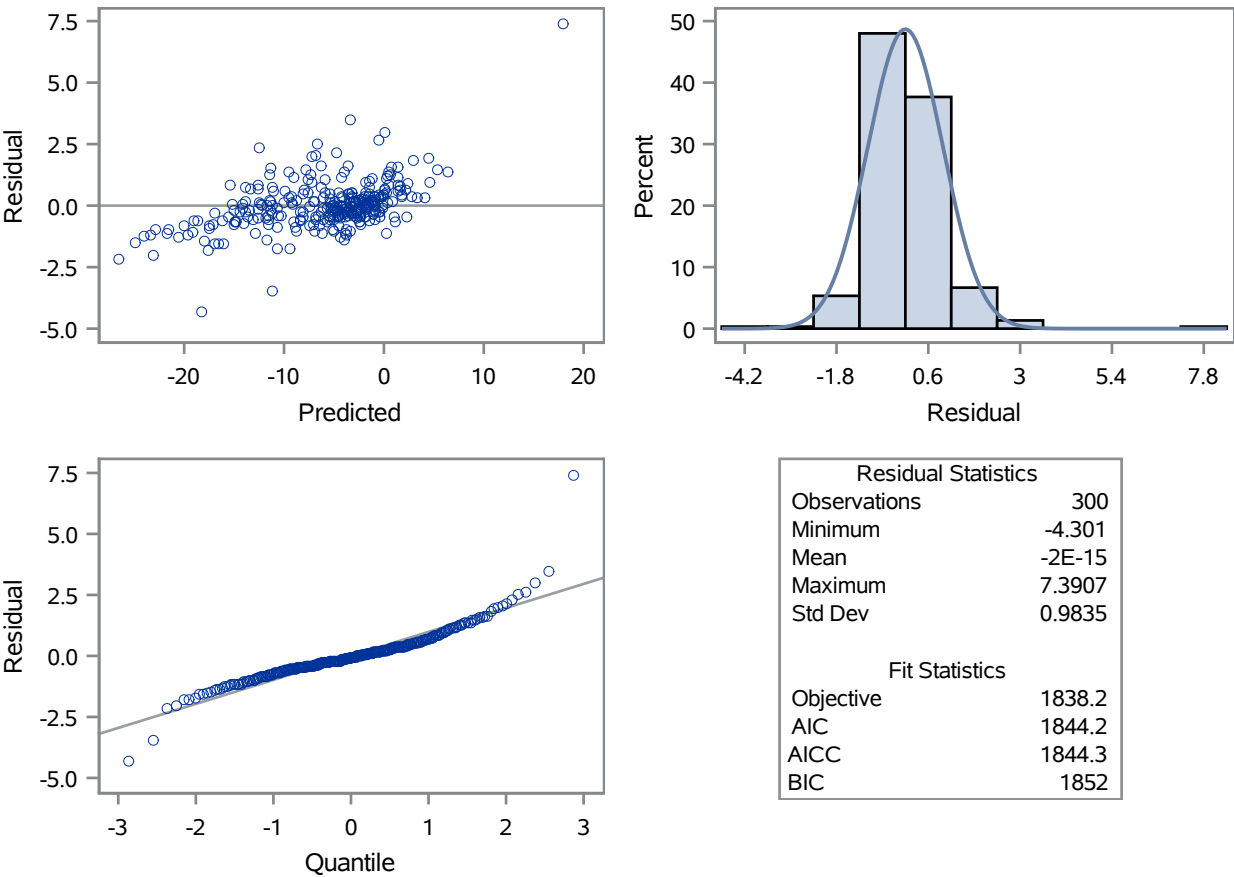 7.5
5.0
2.5
0.0
-2.5
-5.0
Residual
-20 -10 0 10 20
Predicted
50
40
30
20
10
0
Percent
-4.2 -1.8 0.6 3 5.4 7.8
Residual
7.5
5.0
2.5
0.0
-2.5
-5.0
Residual
-3 -2 -1 0 1 2 3
Quantile
Residual Statistics
Observations 300
Minimum -4.301
Mean -2E-15
Maximum 7.3907
Std Dev 0.9835
Fit Statistics
Objective 1838.2
AIC 1844.2
AICC 1844.3
BIC 1852